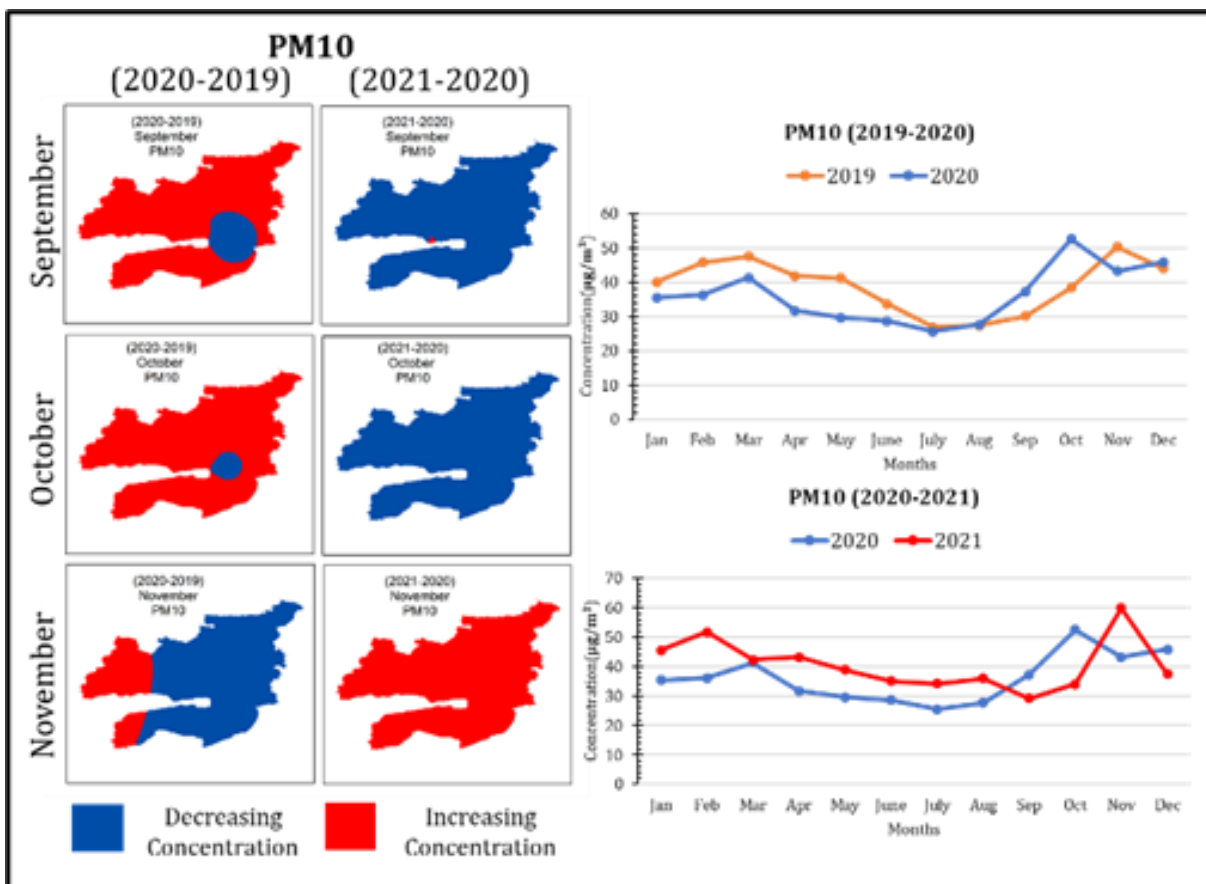 PM10
(2020-2019)
(2021-2020)
September
(2020-2019)
September
PM10
(2021-2020)
September
PM10
October
(2020-2019)
October
PM10
(2021-2020)
October
PM10
November
(2020-2019)
November
PM10
(2021-2020)
November
PM10
Decreasing
Concentration
Increasing
Concentration
PM10 (2019-2020)
2019 2020
Concentration(µg/m³)
60
50
40
30
20
10
0
Jan Feb Mar Apr May June July Aug Sep Oct Nov Dec
Months
PM10 (2020-2021)
2020 2021
Concentration(µg/m³)
70
60
50
40
30
20
10
0
Jan Feb Mar Apr May June July Aug Sep Oct Nov Dec
Months